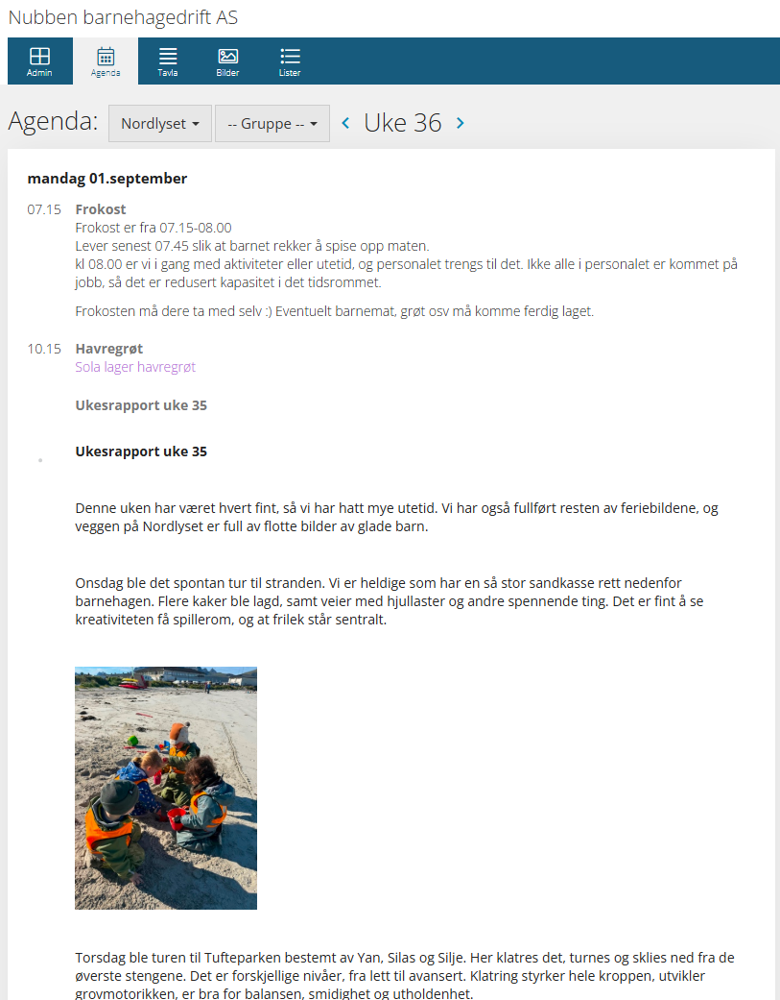 Nubben barnehagedrift AS
Admin
Agenda
Tavla
Bilder
Lister
Agenda:
Nordlyset
-- Gruppe --
Uke 36
mandag 01.september
07.15 Frokost
Frokost er fra 07.15-08.00
Lever senest 07.45 slik at barnet rekker å spise opp maten.
kl 08.00 er vi i gang med aktiviteter eller utetid, og personalet trengs til det. Ikke alle i personalet er kommet på
jobb, så det er redusert kapasitet i det tidsrommet.
Frokosten må dere ta med selv :) Eventuelt barnemat, grøt osv må komme ferdig laget.
10.15 Havregrøt
Sola lager havregrøt
Ukesrapport uke 35
Ukesrapport uke 35
Denne uken har været hvert fint, så vi har hatt mye utetid. Vi har også fullført resten av feriebildene, og
veggen på Nordlyset er full av flotte bilder av glade barn.
Onsdag ble det spontan tur til stranden. Vi er heldige som har en så stor sandkasse rett nedenfor
barnehagen. Flere kaker ble lagd, samt veier med hjullaster og andre spennende ting. Det er fint å se
kreativiteten få spillerom, og at frilek står sentralt.
Torsdag ble turen til Tufteparken bestemt av Yan, Silas og Silje. Her klatres det, turnes og sklies ned fra de
øverste stengene. Det er forskjellige nivåer, fra lett til avansert. Klatring styrker hele kroppen, utvikler
grovmotorikken, er bra for balansen, smidighet og utholdenhet.